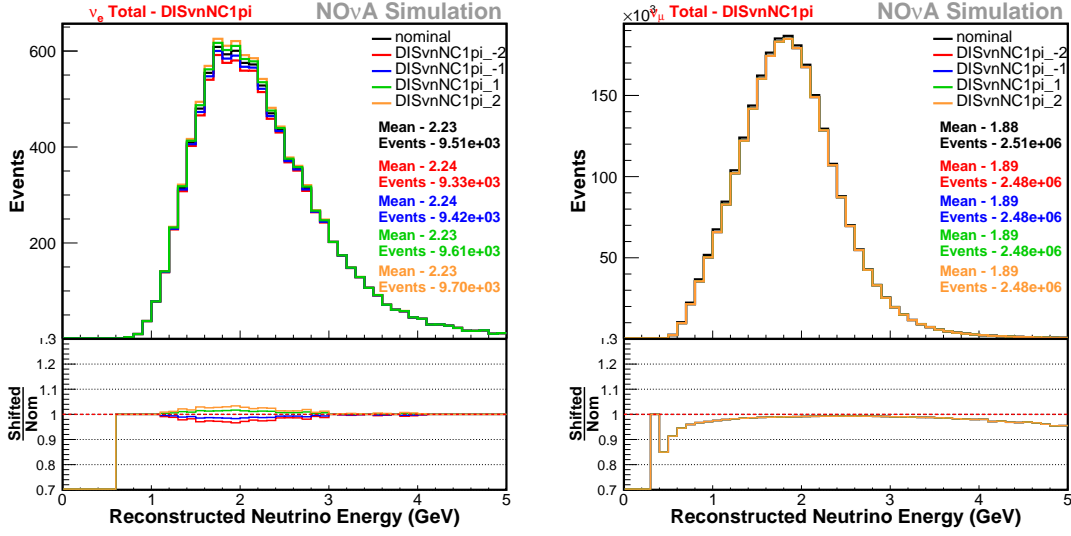 νe Total - DISvnNC1pi
NOνA Simulation
Events
600
400
200
nominal
DISvnNC1pi_-2
DISvnNC1pi_-1
DISvnNC1pi_1
DISvnNC1pi_2
Mean - 2.23
Events - 9.51e+03
Mean - 2.24
Events - 9.33e+03
Mean - 2.24
Events - 9.42e+03
Mean - 2.23
Events - 9.61e+03
Mean - 2.23
Events - 9.70e+03
Shifted
Nom
1.3
1.2
1.1
1
0.9
0.8
0.7
0 1 2 3 4 5
Reconstructed Neutrino Energy (GeV)
×10³
νμ Total - DISvnNC1pi
NOνA Simulation
Events
150
100
50
nominal
DISvnNC1pi_-2
DISvnNC1pi_-1
DISvnNC1pi_1
DISvnNC1pi_2
Mean - 1.88
Events - 2.51e+06
Mean - 1.89
Events - 2.48e+06
Mean - 1.89
Events - 2.48e+06
Mean - 1.89
Events - 2.48e+06
Mean - 1.89
Events - 2.48e+06
Shifted
Nom
1.3
1.2
1.1
1
0.9
0.8
0.7
0 1 2 3 4 5
Reconstructed Neutrino Energy (GeV)